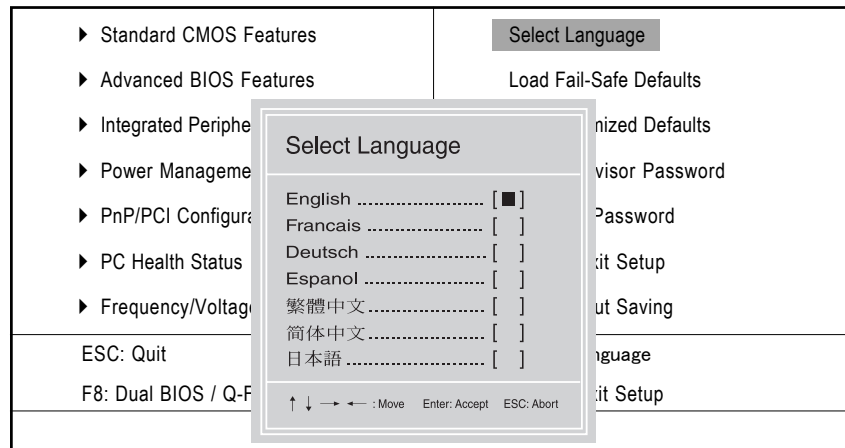 Standard CMOS Features
Select Language
Advanced BIOS Features
Load Fail-Safe Defaults
Integrated Periphe
mized Defaults
Power Manageme
visor Password
PnP/PCI Configura
Password
PC Health Status
xit Setup
Frequency/Voltag
ut Saving
ESC: Quit
nguage
F8: Dual BIOS / Q-F
xit Setup
Select Language
English ........................ [■]
Francais ...................... [ ]
Deutsch ....................... [ ]
Espanol ....................... [ ]
繁體中文 ...................... [ ]
简体中文 ...................... [ ]
日本語 ......................... [ ]
↑ ↓ → ← : Move Enter: Accept ESC: Abort